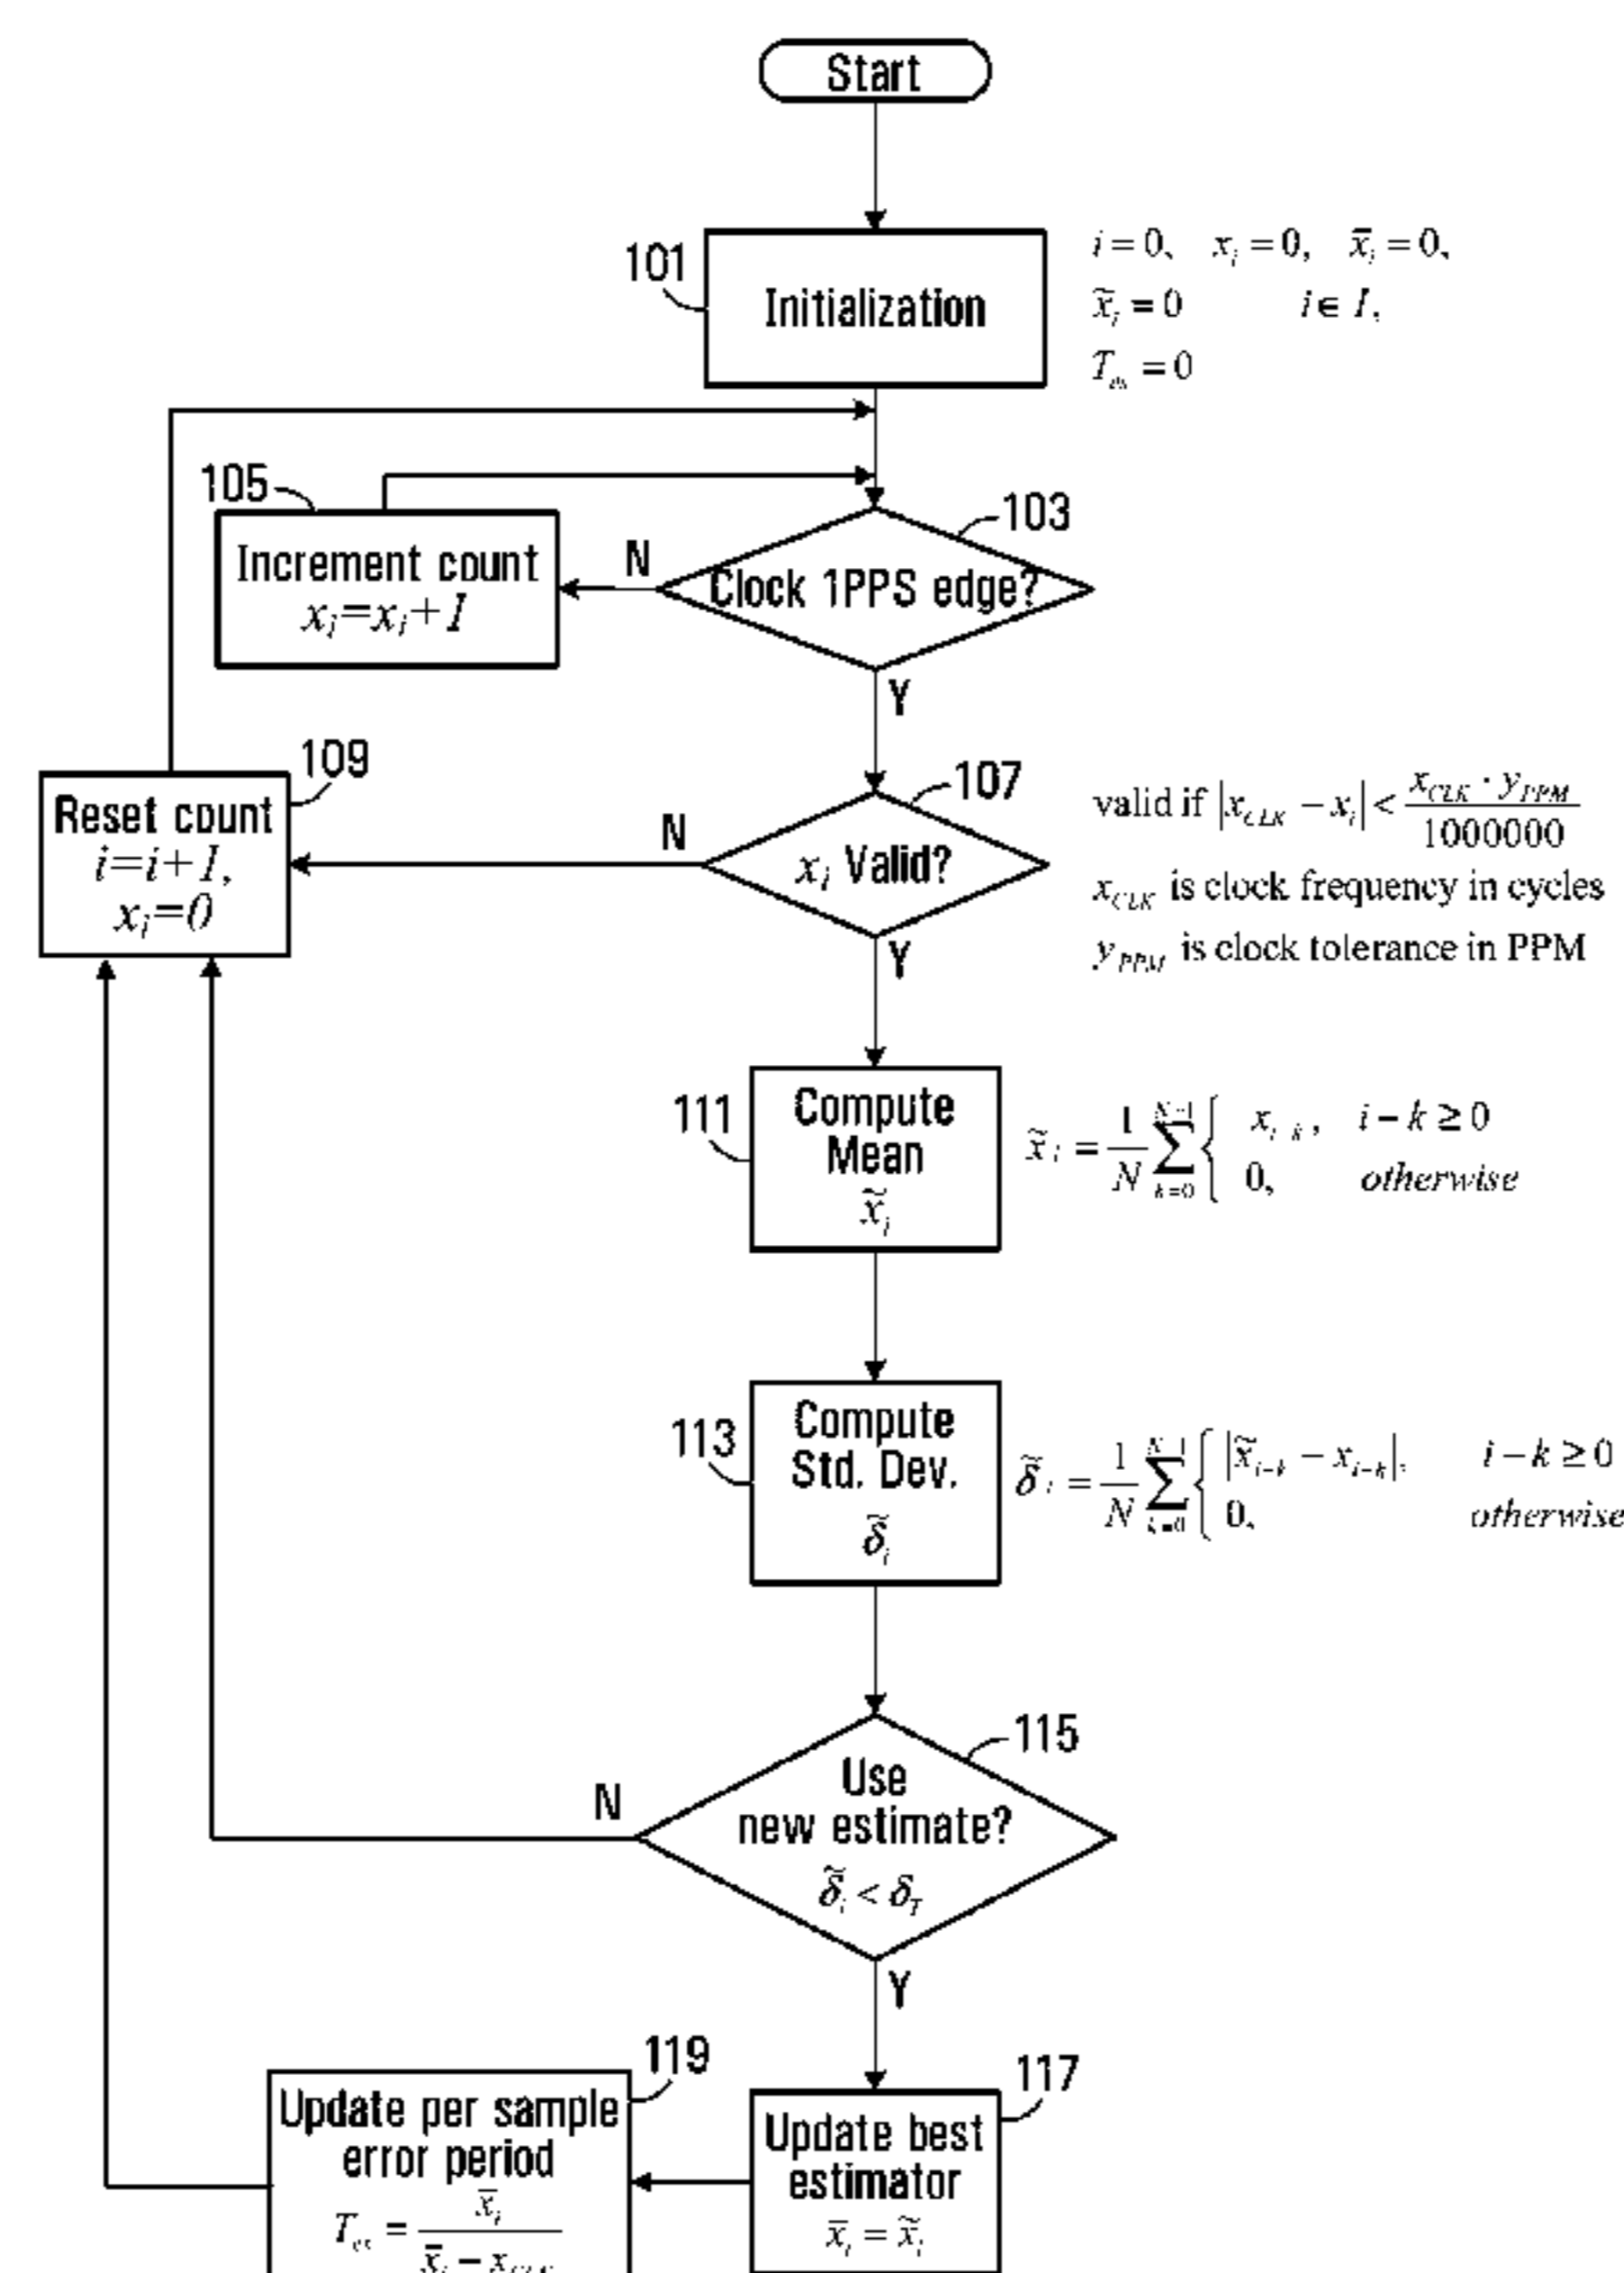 Start
101
Initialization
i = 0, x_i = 0, x̄_i = 0,
x̃_i = 0 i ∈ I,
T_es = 0
105
Increment count
x_i=x_i+1
103
Clock 1PPS edge?
N
Y
109
Reset count
i=i+1,
x_i=0
107
x_i Valid?
N
Y
valid if |x_CLK − x_i| < x_CLK · y_PPM / 1000000
x_CLK is clock frequency in cycles
y_PPM is clock tolerance in PPM
111
Compute
Mean
x̃_i
x̃_i = 1/N ∑_{k=0}^{N−1} { x_{i−k}, i − k ≥ 0
0, otherwise
113
Compute
Std. Dev.
δ̃_i
δ̃_i = 1/N ∑_{k=0}^{N−1} { |x̃_{i−k} − x_{i−k}|, i − k ≥ 0
0, otherwise
115
Use
new estimate?
δ̃_i < δ_T
N
Y
119
Update per sample
error period
T_es = x̄_i / x̄_i − x_CLK
117
Update best
estimator
x̄_i = x̃_i